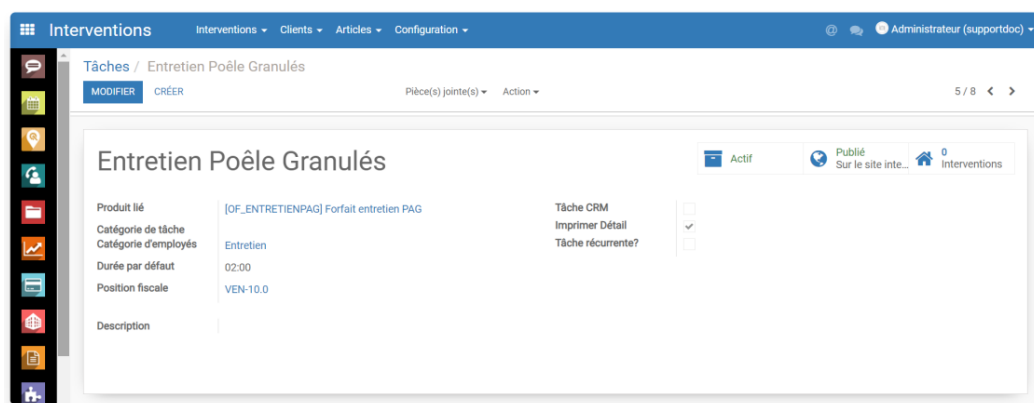 Interventions Interventions Clients Articles Configuration @ Administrateur (supportdoc)
Tâches / Entretien Poêle Granulés
MODIFIER CRÉER Pièce(s) jointe(s) Action 5 / 8
Entretien Poêle Granulés
Actif
Publié
Sur le site inte...
0
Interventions
Produit lié [OF_ENTRETIENPAG] Forfait entretien PAG
Catégorie de tâche
Catégorie d'employés Entretien
Durée par défaut 02:00
Position fiscale VEN-10.0
Description
Tâche CRM
Imprimer Détail
Tâche récurrente?